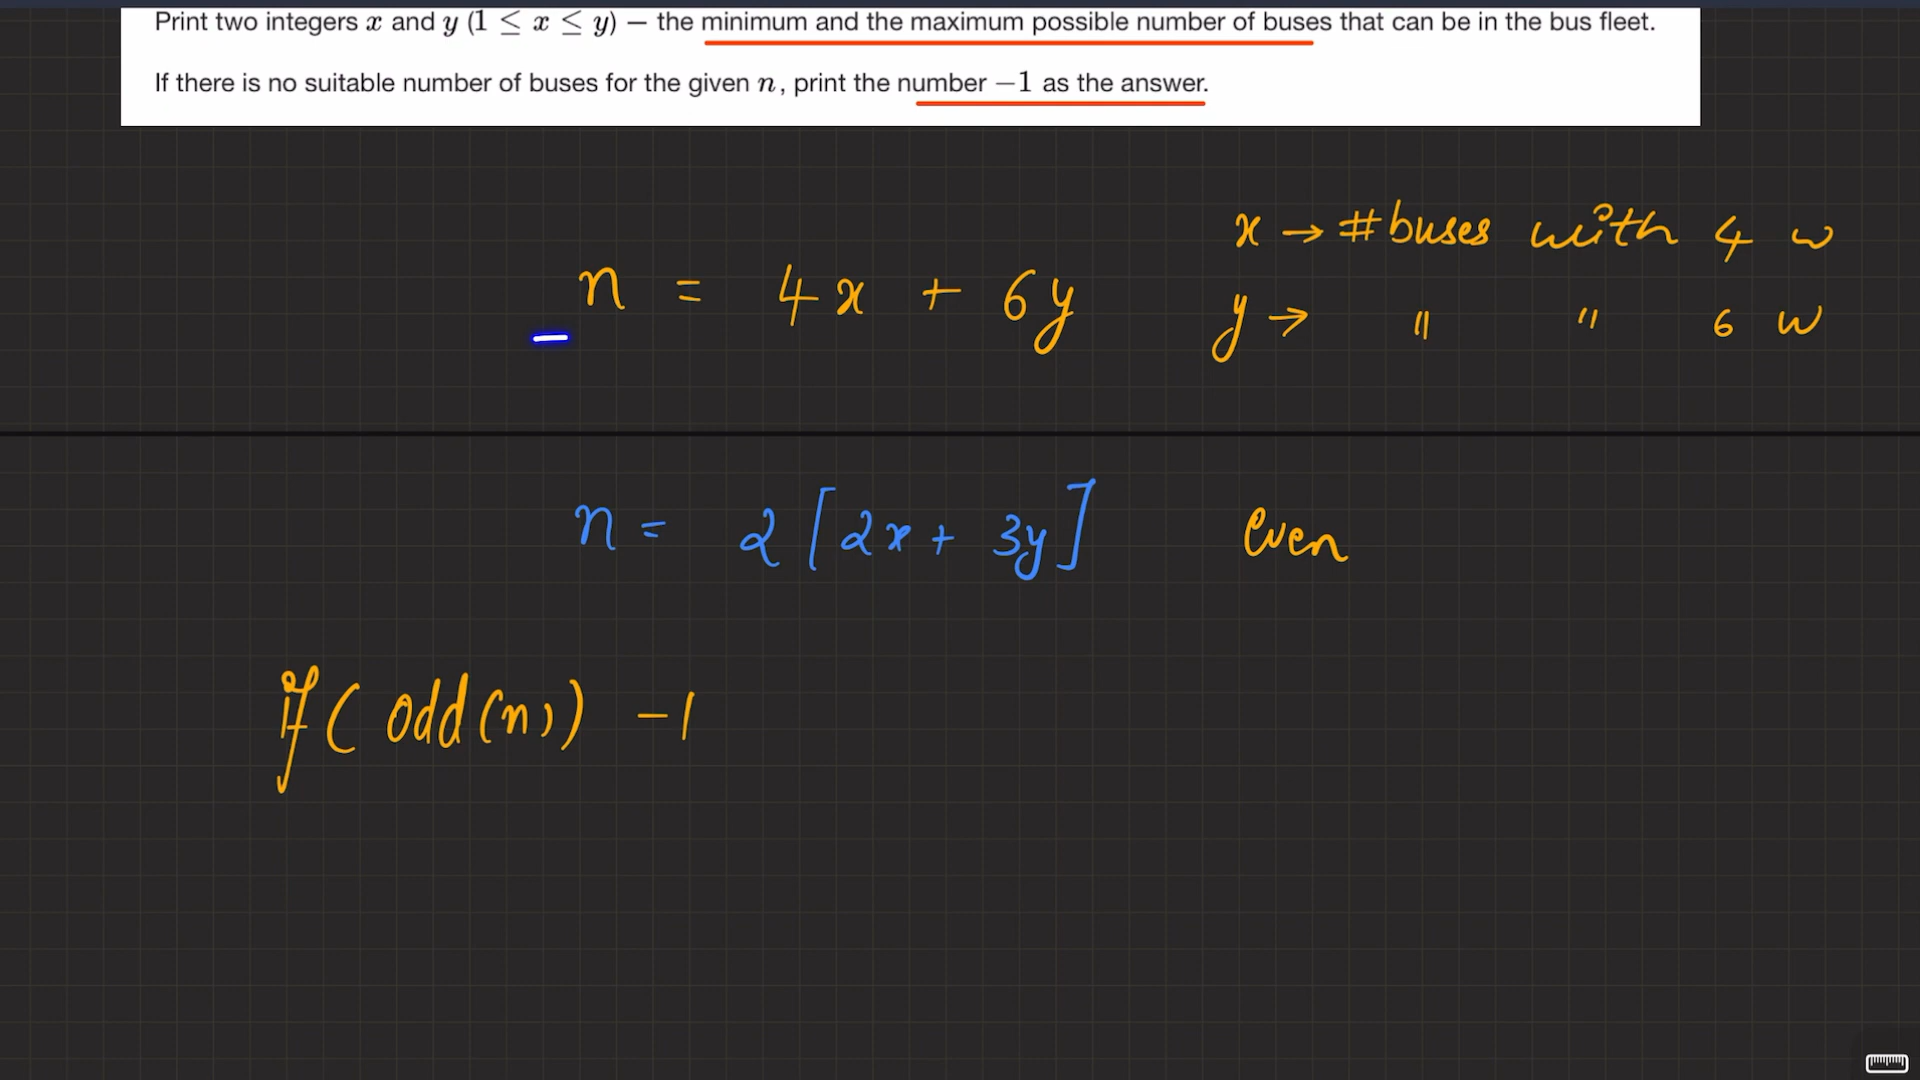 Print two integers x and y (1 ≤ x ≤ y) — the minimum and the maximum possible number of buses that can be in the bus fleet.
If there is no suitable number of buses for the given n, print the number −1 as the answer.
x → #buses with 4 w
n = 4x + 6y
y → " " 6 w
n = 2 [2x + 3y] even
if ( odd(n)) -1